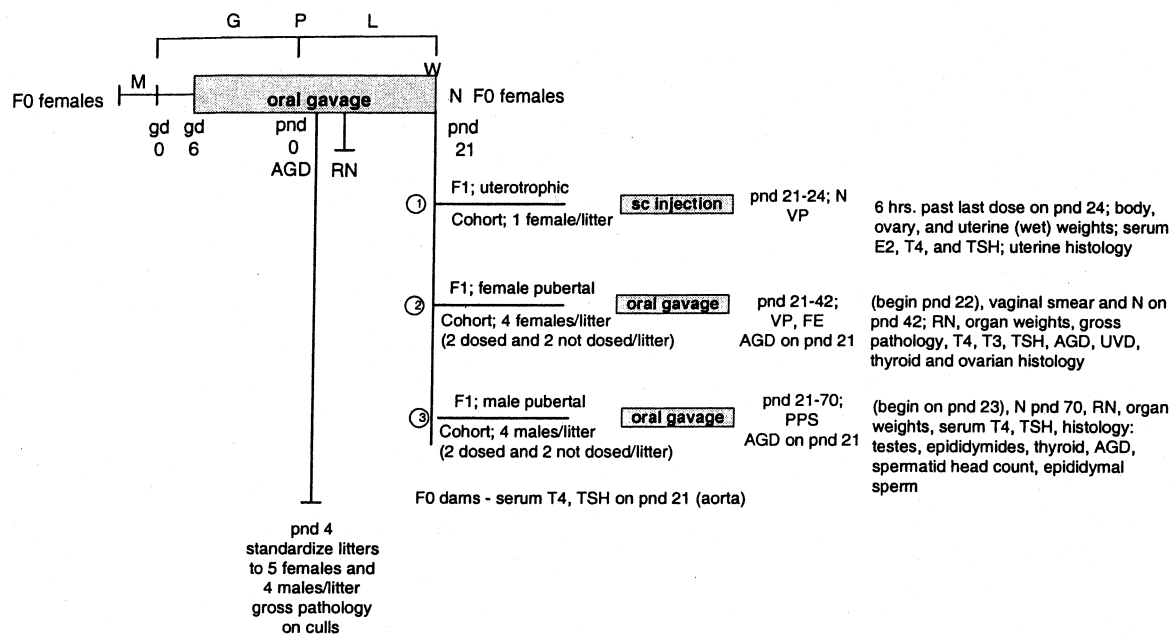 G P L
W
M
F0 females
oral gavage
N F0 females
gd
0
gd
6
pnd
0
AGD
RN
pnd
21
1
F1; uterotrophic
Cohort; 1 female/litter
sc injection
pnd 21-24; N
VP
6 hrs. past last dose on pnd 24; body,
ovary, and uterine (wet) weights; serum
E2, T4, and TSH; uterine histology
2
F1; female pubertal
Cohort; 4 females/litter
(2 dosed and 2 not dosed/litter)
oral gavage
pnd 21-42;
VP, FE
AGD on pnd 21
(begin pnd 22), vaginal smear and N on
pnd 42; RN, organ weights, gross
pathology, T4, T3, TSH, AGD, UVD,
thyroid and ovarian histology
3
F1; male pubertal
Cohort; 4 males/litter
(2 dosed and 2 not dosed/litter)
oral gavage
pnd 21-70;
PPS
AGD on pnd 21
(begin on pnd 23), N pnd 70, RN, organ
weights, serum T4, TSH, histology:
testes, epididymides, thyroid, AGD,
spermatid head count, epididymal
sperm
F0 dams - serum T4, TSH on pnd 21 (aorta)
pnd 4
standardize litters
to 5 females and
4 males/litter
gross pathology
on culls